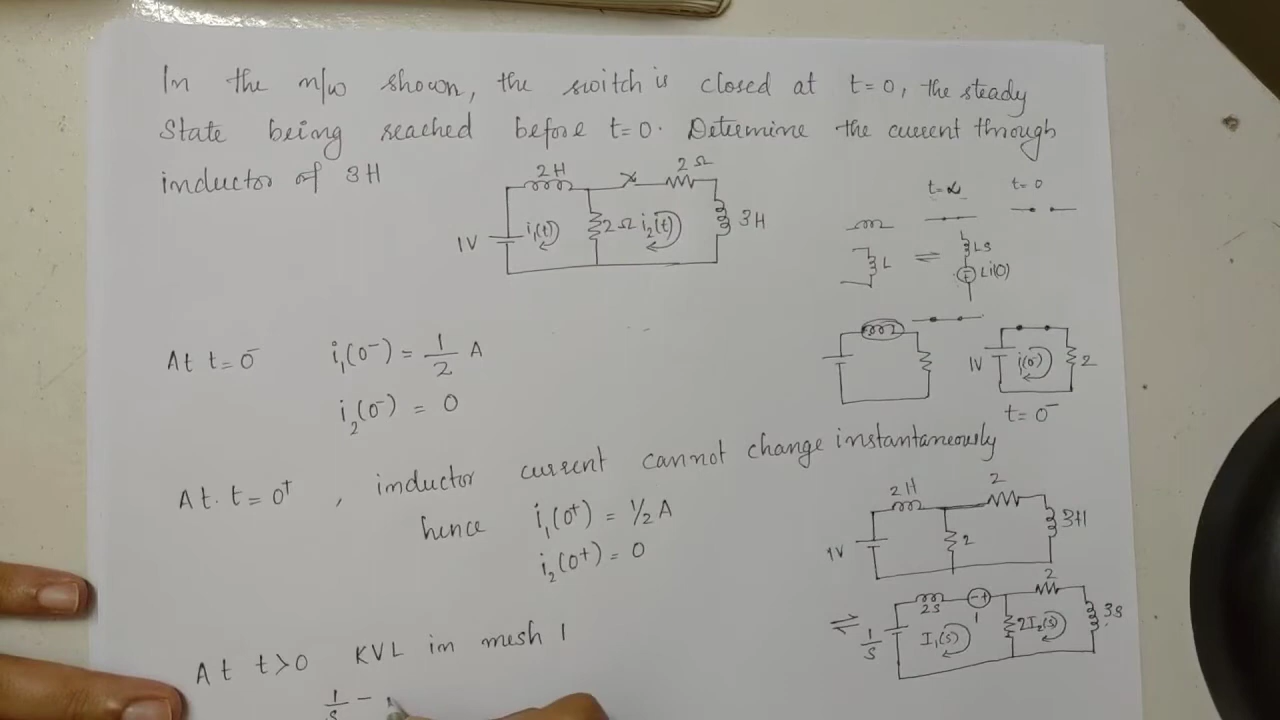 In the n/w shown, the switch is closed at t=0, the steady
state being reached before t=0. Determine the current through
inductor of 3H
2H
2Ω
1V
i₁(t)
2Ω
i₂(t)
3H
t=∝
t=0
L
⇌
LS
Li(0)
At t=0⁻ i₁(0⁻) = 1/2 A
i₂(0⁻) = 0
1V
i(0⁻)
2
t=0⁻
At. t=0⁺, inductor current cannot change instantaneously
hence i₁(0⁺) = 1/2 A
i₂(0⁺) = 0
2H
2
1V
2
3H
⇌
1/s
2s
- +
1
2
I₁(s)
2
I₂(s)
3s
At t>0 KVL in mesh 1
1/s -